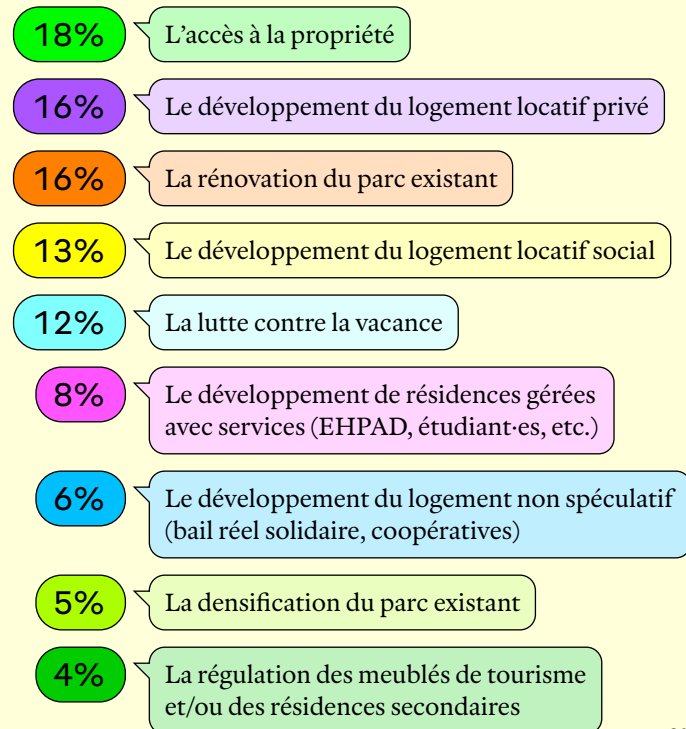 18%
L'accès à la propriété
16%
Le développement du logement locatif privé
16%
La rénovation du parc existant
13%
Le développement du logement locatif social
12%
La lutte contre la vacance
8%
Le développement de résidences gérées
avec services (EHPAD, étudiant·es, etc.)
6%
Le développement du logement non spéculatif
(bail réel solidaire, coopératives)
5%
La densification du parc existant
4%
La régulation des meublés de tourisme
et/ou des résidences secondaires